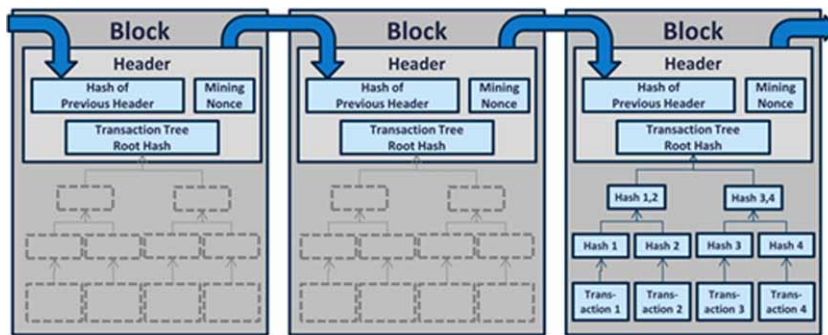 Block
Header
Hash of
Previous Header
Mining
Nonce
Transaction Tree
Root Hash
Block
Header
Hash of
Previous Header
Mining
Nonce
Transaction Tree
Root Hash
Block
Header
Hash of
Previous Header
Mining
Nonce
Transaction Tree
Root Hash
Hash 1,2
Hash 3,4
Hash 1
Hash 2
Hash 3
Hash 4
Trans-
action 1
Trans-
action 2
Trans-
action 3
Trans-
action 4